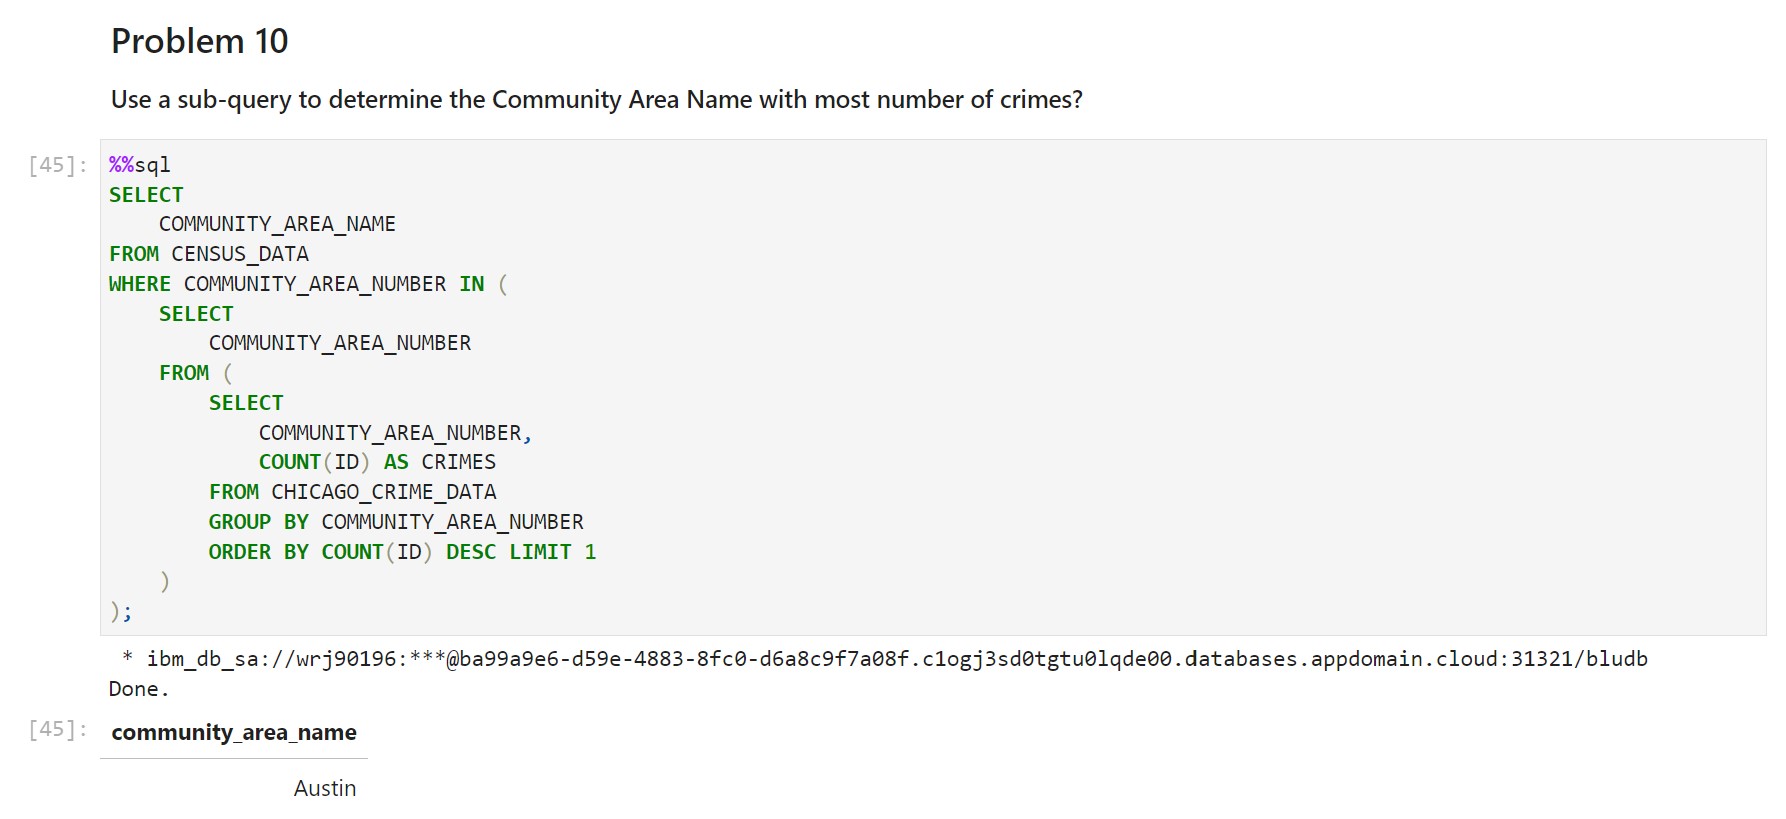 Problem 10
Use a sub-query to determine the Community Area Name with most number of crimes?
[45]: %%sql
SELECT
    COMMUNITY_AREA_NAME
FROM CENSUS_DATA
WHERE COMMUNITY_AREA_NUMBER IN (
    SELECT
        COMMUNITY_AREA_NUMBER
    FROM (
        SELECT
            COMMUNITY_AREA_NUMBER,
            COUNT(ID) AS CRIMES
        FROM CHICAGO_CRIME_DATA
        GROUP BY COMMUNITY_AREA_NUMBER
        ORDER BY COUNT(ID) DESC LIMIT 1
    )
);
 * ibm_db_sa://wrj90196:***@ba99a9e6-d59e-4883-8fc0-d6a8c9f7a08f.c1ogj3sd0tgtu0lqde00.databases.appdomain.cloud:31321/bludb
Done.
[45]: community_area_name
Austin